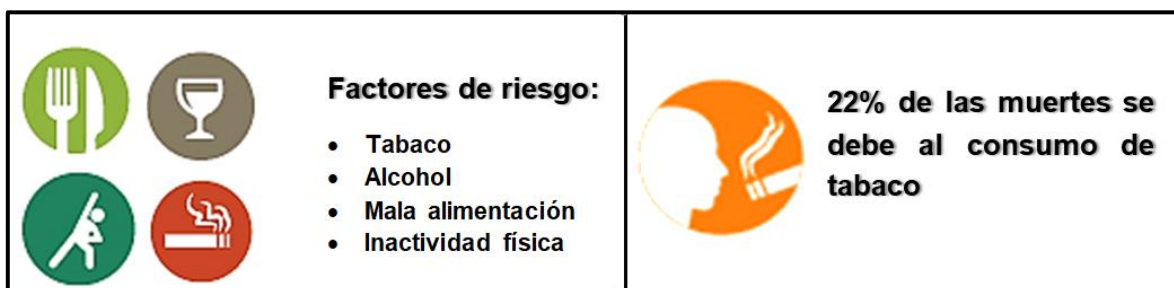 Factores de riesgo:
• Tabaco
• Alcohol
• Mala alimentación
• Inactividad física
22% de las muertes se
debe al consumo de
tabaco